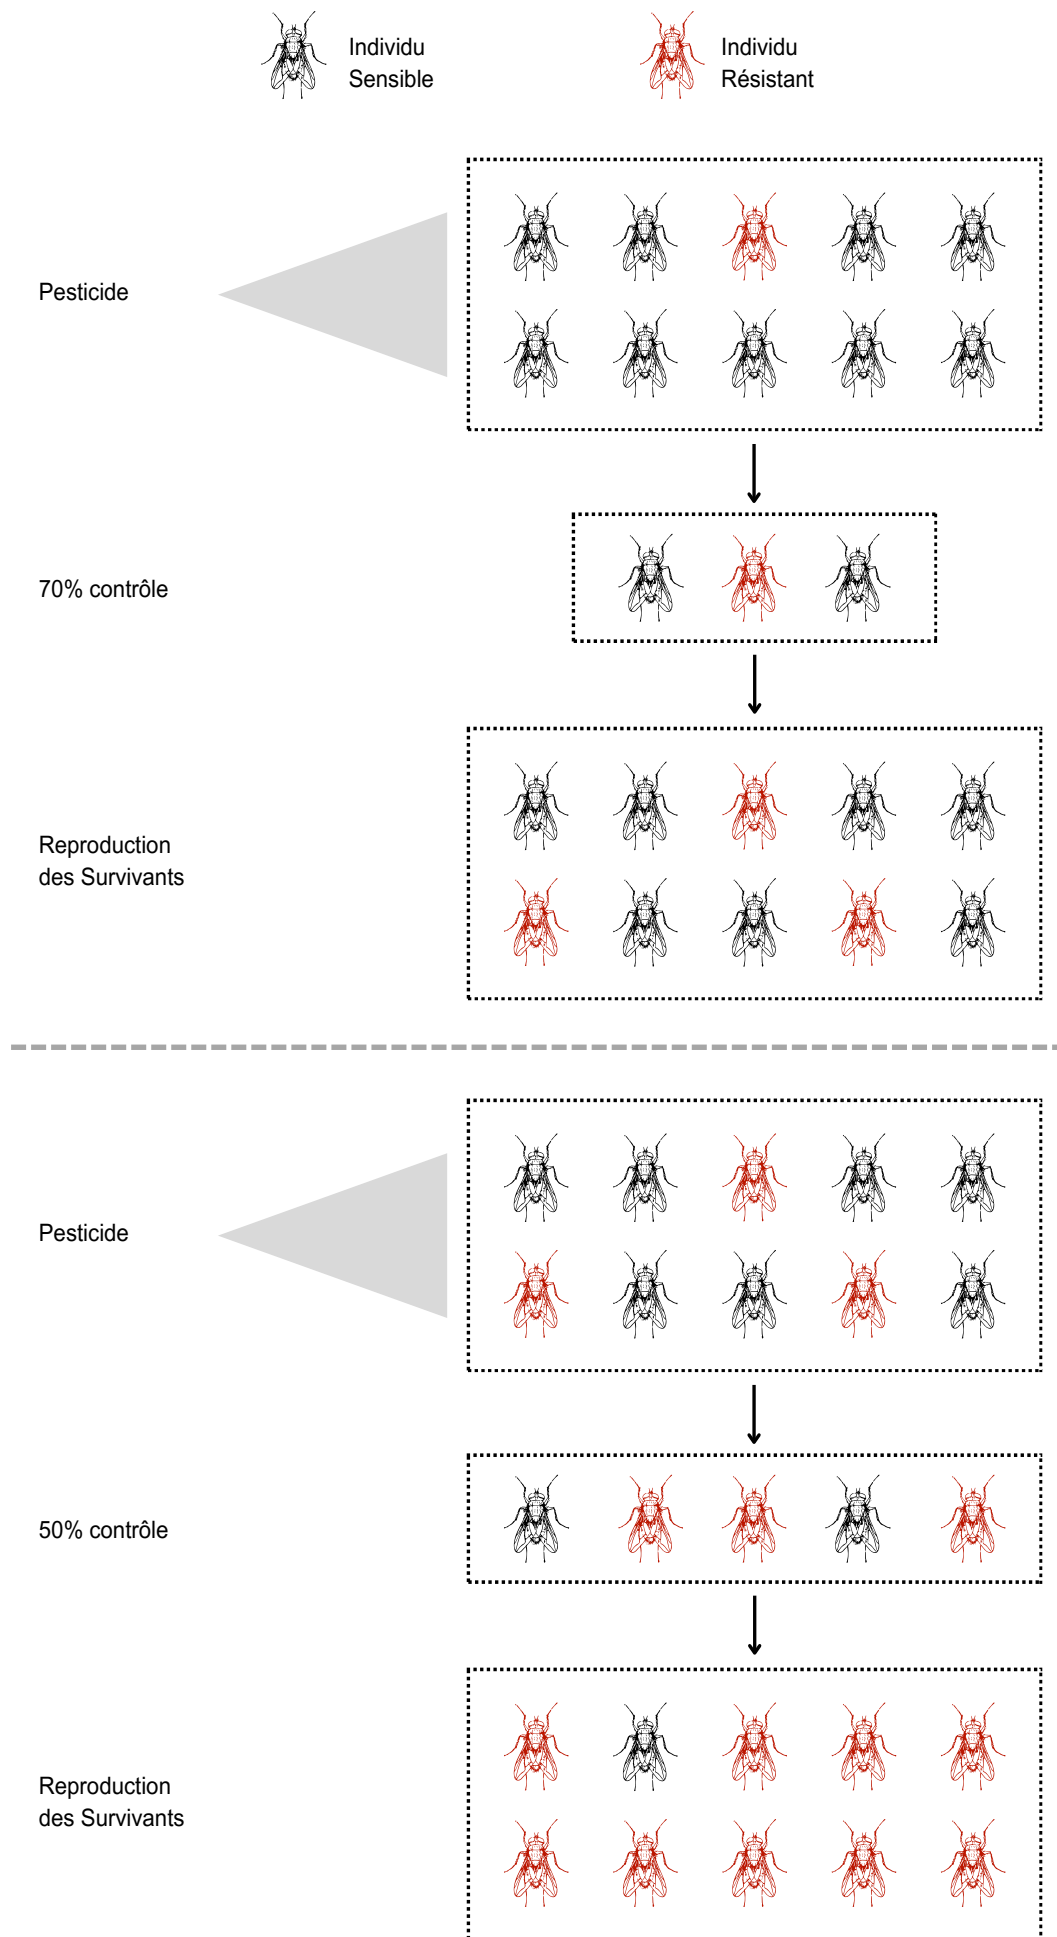 Individu
Sensible
Individu
Résistant
Pesticide
70% contrôle
Reproduction
des Survivants
Pesticide
50% contrôle
Reproduction
des Survivants